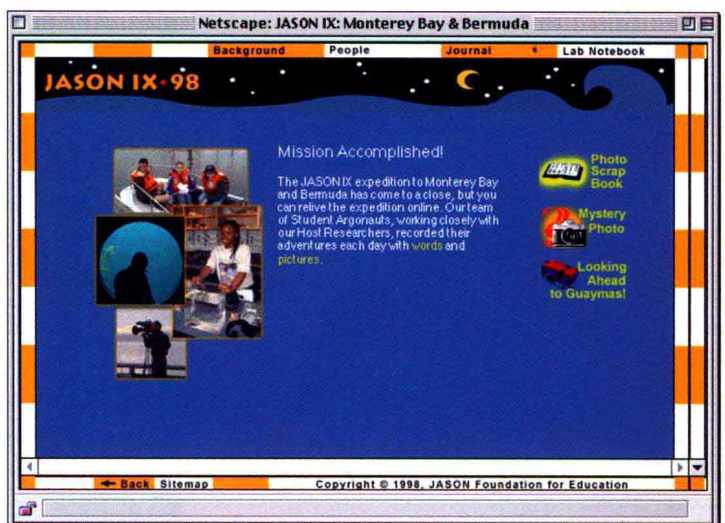 Netscape: JASON IX: Monterey Bay & Bermuda
Background People Journal Lab Notebook
JASON IX·98
Mission Accomplished!
The JASON IX expedition to Monterey Bay
and Bermuda has come to a close, but you
can relive the expedition online. Our team
of Student Argonauts, working closely with
our Host Researchers, recorded their
adventures each day with words and
pictures.
Photo
Scrap
Book
Mystery
Photo
Looking
Ahead
to Guaymas!
Back Sitemap Copyright © 1998, JASON Foundation for Education